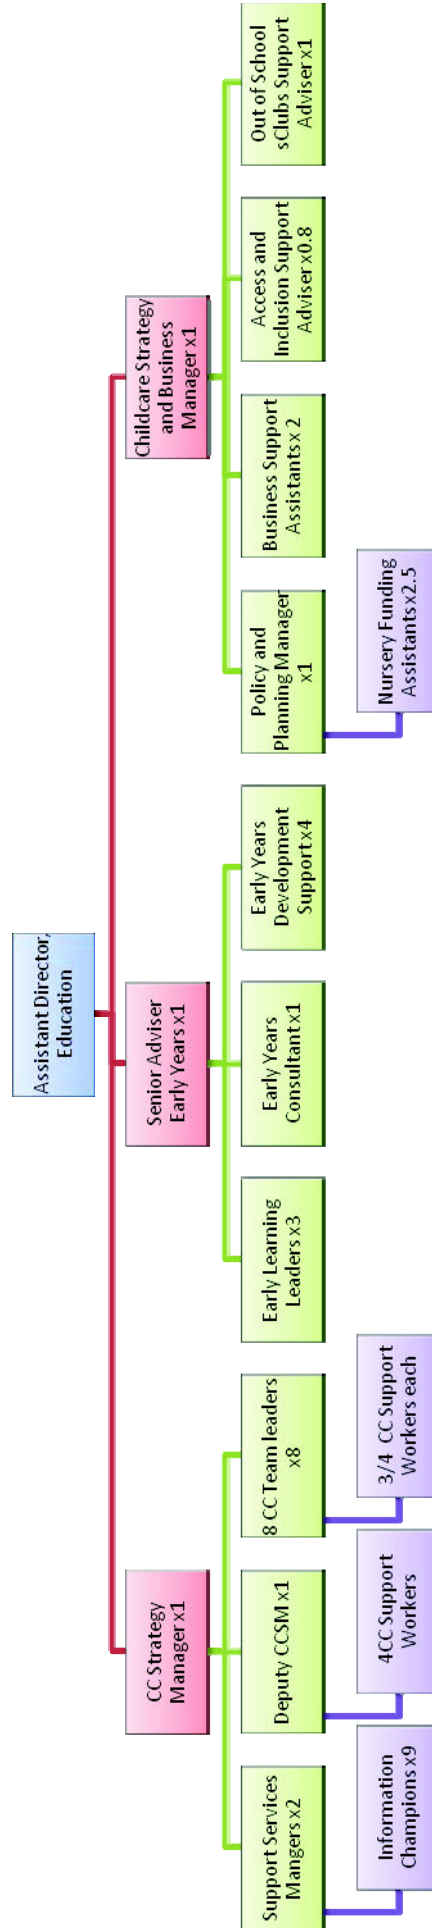 Assistant Director,
Education
CC Strategy
Manager x1
Senior Adviser
Early Years x1
Childcare Strategy
and Business
Manager x1
Support Services
Mangers x2
Deputy CCSM x1
8 CC Team leaders
x8
Early Learning
Leaders x3
Early Years
Consultant x1
Early Years
Development
Support x4
Policy and
Planning Manager
x1
Business Support
Assistants x 2
Access and
Inclusion Support
Adviser x0.8
Out of School
sClubs Support
Adviser x1
Information
Champions x9
4CC Support
Workers
3/4 CC Support
Workers each
Nursery Funding
Assistants x2.5